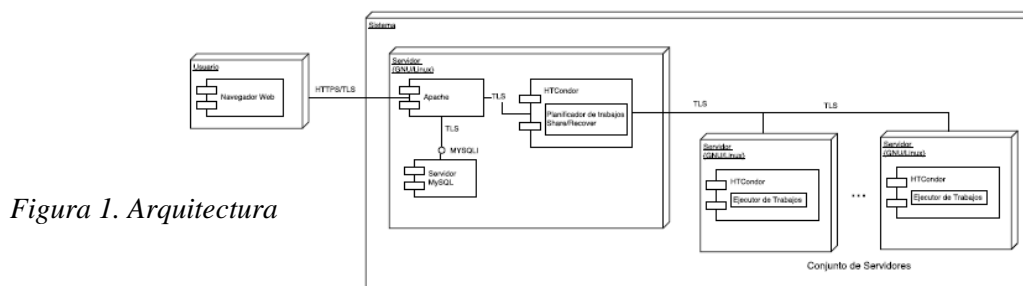 Sistema
Usuario
Navegador Web
HTTPS/TLS
Servidor
(GNU/Linux)
Apache
TLS
HTCondor
Planificador de trabajos
Share/Recover
TLS
MYSQLI
Servidor
MySQL
TLS
TLS
Servidor
(GNU/Linux)
HTCondor
Ejecutor de Trabajos
...
Servidor
(GNU/Linux)
HTCondor
Ejecutor de Trabajos
Conjunto de Servidores
Figura 1. Arquitectura